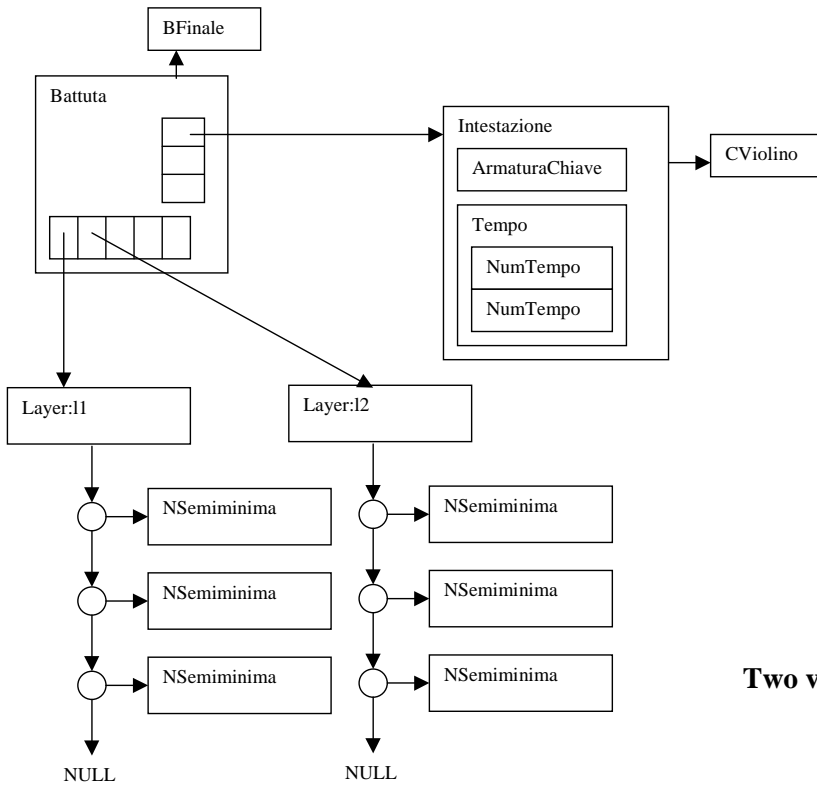 BFinale
Battuta
Intestazione
ArmaturaChiave
Tempo
NumTempo
NumTempo
CViolino
Layer:l1
Layer:l2
NSemiminima
NSemiminima
NSemiminima
NSemiminima
NSemiminima
NSemiminima
Two v
NULL
NULL